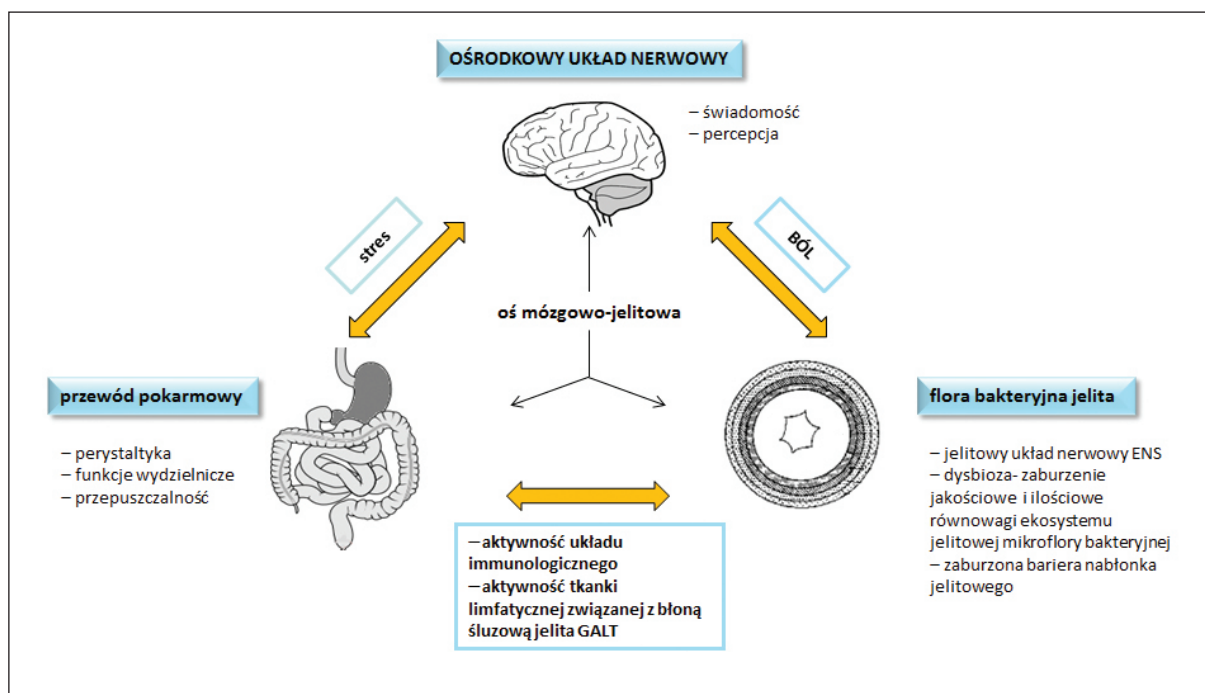 OŚRODKOWY UKŁAD NERWOWY
– świadomość
– percepcja
stres
BÓL
oś mózgowo-jelitowa
przewód pokarmowy
– perystaltyka
– funkcje wydzielnicze
– przepuszczalność
flora bakteryjna jelita
– jelitowy układ nerwowy ENS
– dysbioza- zaburzenie
jakościowe i ilościowe
równowagi ekosystemu
jelitowej mikroflory bakteryjnej
– zaburzona bariera nabłonka
jelitowego
– aktywność układu
immunologicznego
– aktywność tkanki
limfatycznej związanej z błoną
śluzową jelita GALT